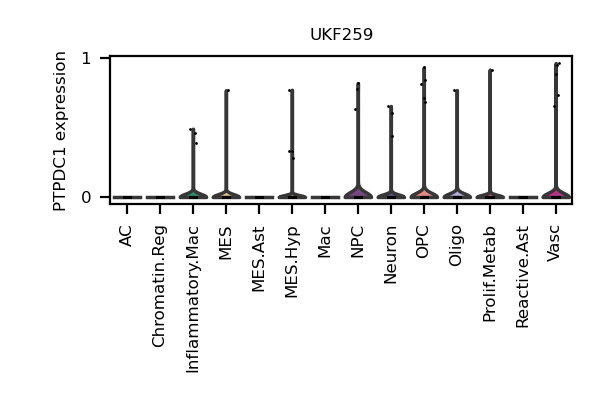 UKF259
PTPDC1 expression
1
0
AC
Chromatin.Reg
Inflammatory.Mac
MES
MES.Ast
MES.Hyp
Mac
NPC
Neuron
OPC
Oligo
Prolif.Metab
Reactive.Ast
Vasc